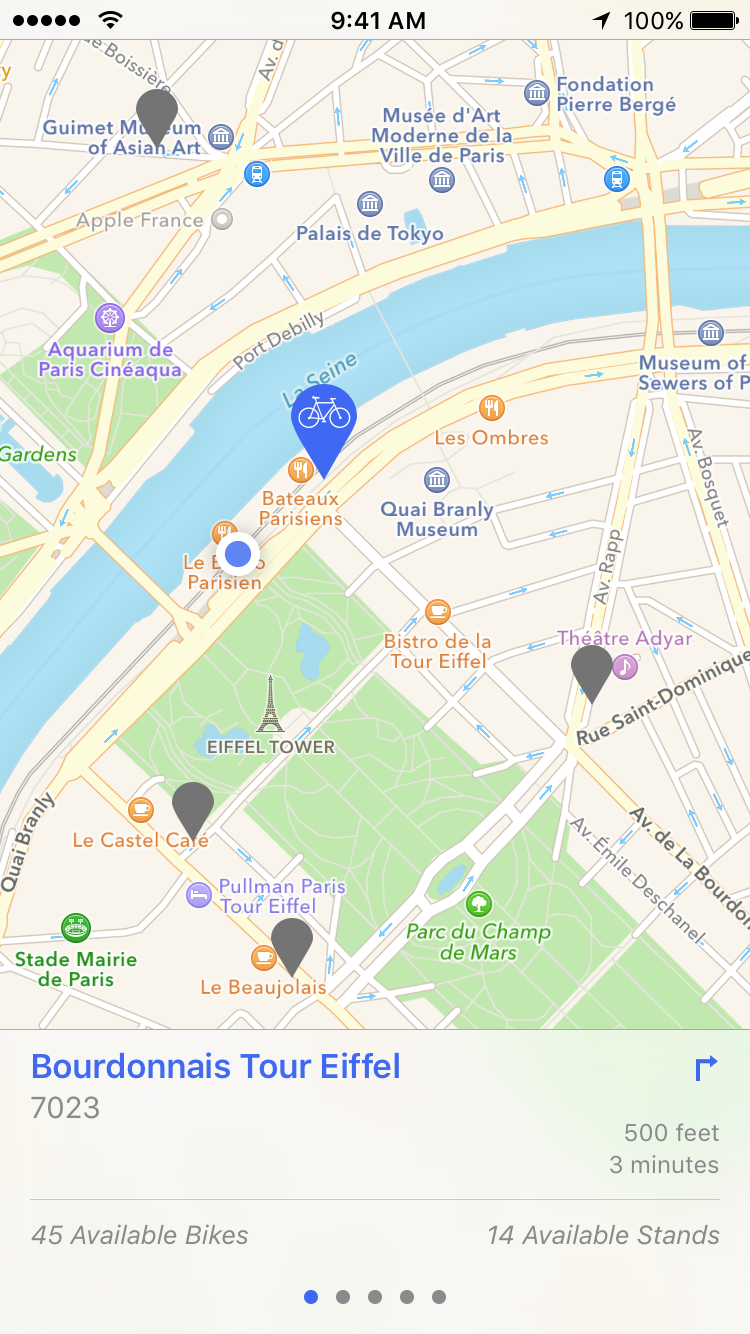 9:41 AM
100%
de Boissière
Av. d
Fondation
Pierre Bergé
Guimet Museum
of Asian Art
Musée d'Art
Moderne de la
Ville de Paris
Apple France
Palais de Tokyo
Port Debilly
Aquarium de
Paris Cinéaqua
La Seine
Museum of
Sewers of P
Les Ombres
Gardens
Av. Bosquet
Bateaux
Parisiens
Quai Branly
Museum
Le B
Parisien
Av. Rapp
Bistro de la
Tour Eiffel
Théâtre Adyar
Rue Saint-Dominique
EIFFEL TOWER
Quai Branly
Le Castel Café
Av. de La Bourdon
Av. Émile Deschanel
Pullman Paris
Tour Eiffel
Parc du Champ
de Mars
Stade Mairie
de Paris
Le Beaujolais
Bourdonnais Tour Eiffel
7023
500 feet
3 minutes
45 Available Bikes
14 Available Stands